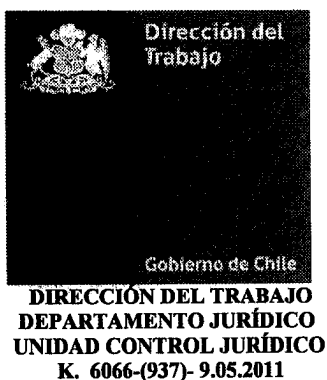 Dirección del
Trabajo
Gobierno de Chile
DIRECCIÓN DEL TRABAJO
DEPARTAMENTO JURÍDICO
UNIDAD CONTROL JURÍDICO
K. 6066-(937)- 9.05.2011